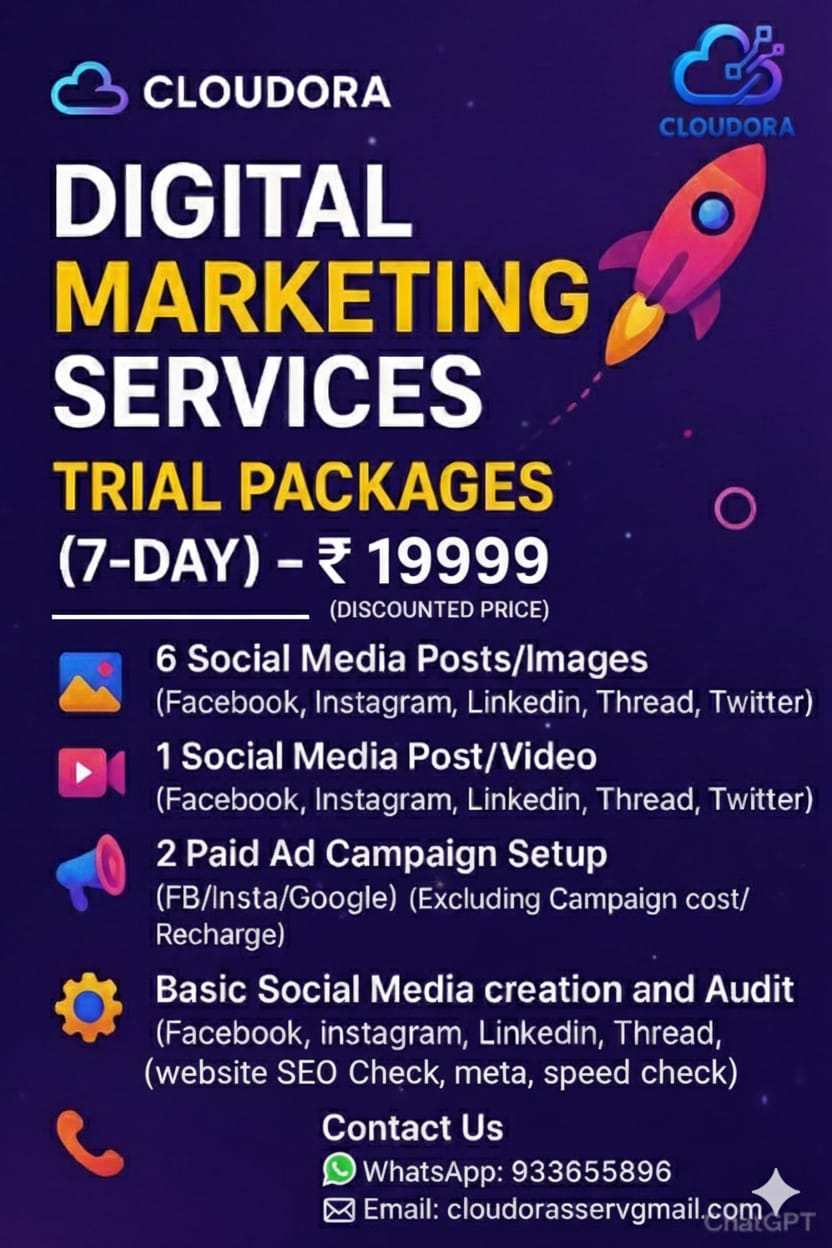 CLOUDORA
CLOUDORA
DIGITAL
MARKETING
SERVICES
TRIAL PACKAGES
(7-DAY) – ₹ 19999
(DISCOUNTED PRICE)
6 Social Media Posts/Images
(Facebook, Instagram, Linkedin, Thread, Twitter)
1 Social Media Post/Video
(Facebook, Instagram, Linkedin, Thread, Twitter)
2 Paid Ad Campaign Setup
(FB/Insta/Google) (Excluding Campaign cost/
Recharge)
Basic Social Media creation and Audit
(Facebook, instagram, Linkedin, Thread,
(website SEO Check, meta, speed check)
Contact Us
WhatsApp: 933655896
Email: cloudorasservgmail.com
ChatGPT